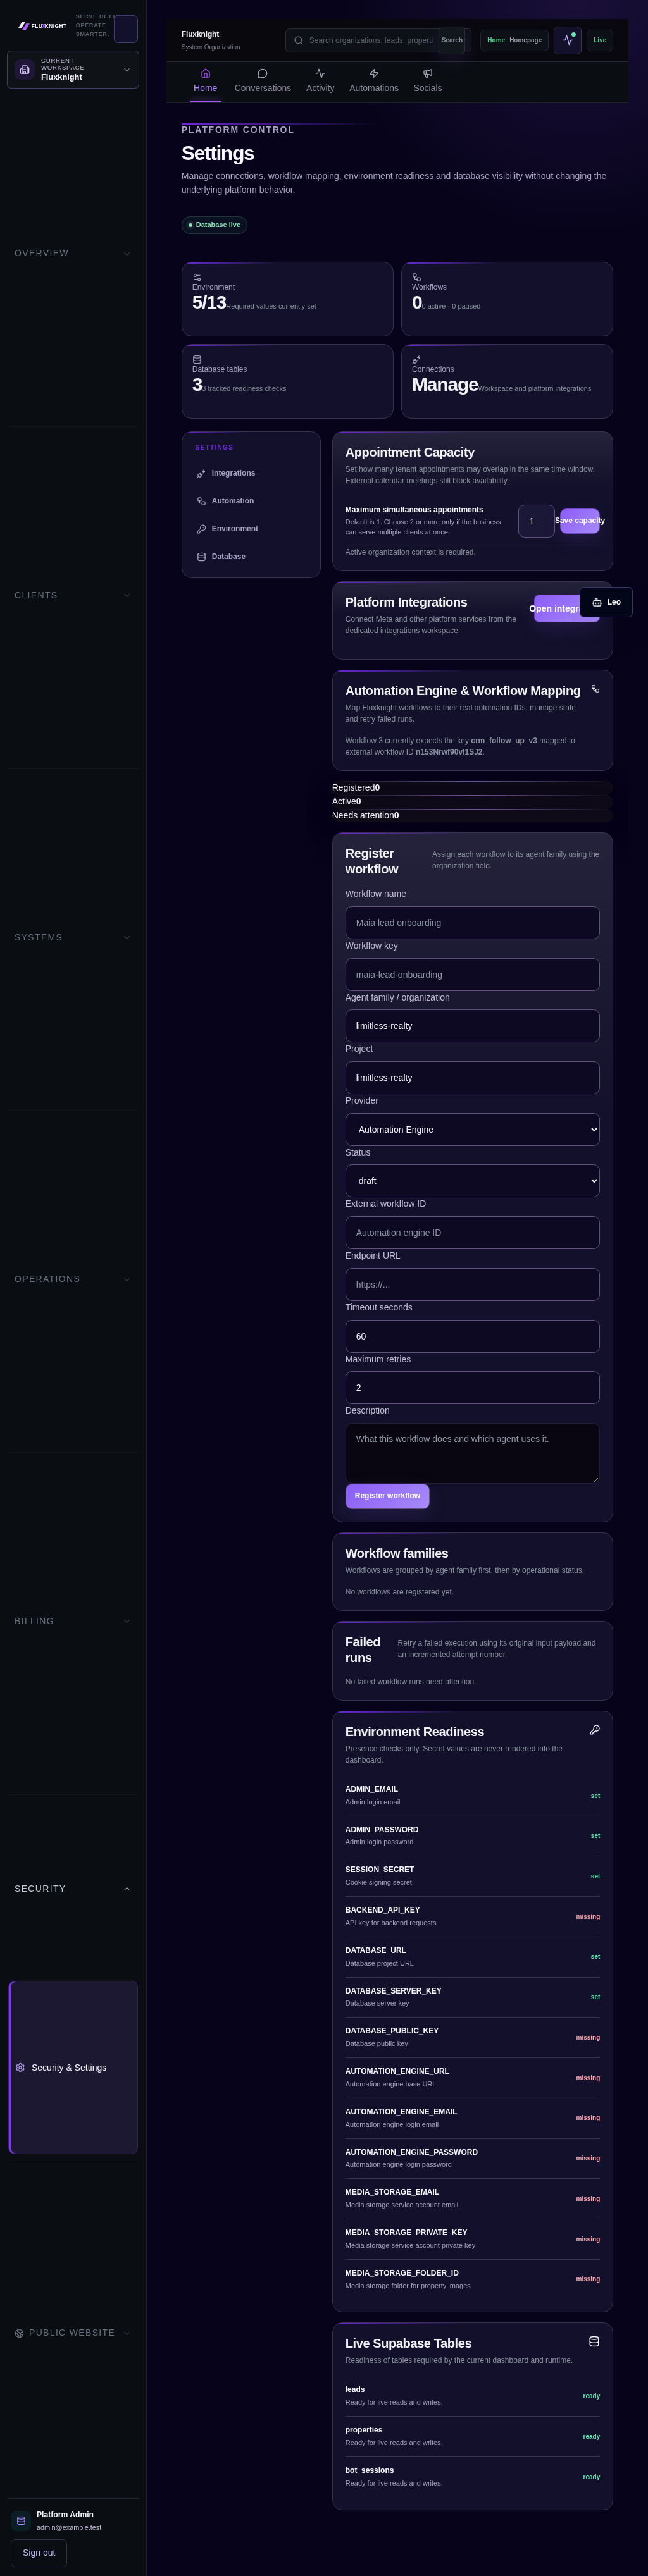 FLUXKNIGHT
SERVE BETTER.
OPERATE
SMARTER.
CURRENT
WORKSPACE
Fluxknight
OVERVIEW
CLIENTS
SYSTEMS
OPERATIONS
BILLING
SECURITY
Security & Settings
PUBLIC WEBSITE
Platform Admin
admin@example.test
Sign out
Fluxknight
System Organization
Search organizations, leads, properti
Search
Home Homepage
Live
Home
Conversations
Activity
Automations
Socials
PLATFORM CONTROL
Settings
Manage connections, workflow mapping, environment readiness and database visibility without changing the
underlying platform behavior.
Database live
Environment
5/13 Required values currently set
Workflows
0 0 active · 0 paused
Database tables
3 3 tracked readiness checks
Connections
Manage Workspace and platform integrations
SETTINGS
Integrations
Automation
Environment
Database
Appointment Capacity
Set how many tenant appointments may overlap in the same time window.
External calendar meetings still block availability.
Maximum simultaneous appointments
Default is 1. Choose 2 or more only if the business
can serve multiple clients at once.
1
Save capacity
Active organization context is required.
Platform Integrations
Connect Meta and other platform services from the
dedicated integrations workspace.
Open integra
Leo
Automation Engine & Workflow Mapping
Map Fluxknight workflows to their real automation IDs, manage state
and retry failed runs.
Workflow 3 currently expects the key crm_follow_up_v3 mapped to
external workflow ID n153Nrwf90vI1SJ2.
Registered0
Active0
Needs attention0
Register
workflow
Assign each workflow to its agent family using the
organization field.
Workflow name
Maia lead onboarding
Workflow key
maia-lead-onboarding
Agent family / organization
limitless-realty
Project
limitless-realty
Provider
Automation Engine
Status
draft
External workflow ID
Automation engine ID
Endpoint URL
https://...
Timeout seconds
60
Maximum retries
2
Description
What this workflow does and which agent uses it.
Register workflow
Workflow families
Workflows are grouped by agent family first, then by operational status.
No workflows are registered yet.
Failed
runs
Retry a failed execution using its original input payload and
an incremented attempt number.
No failed workflow runs need attention.
Environment Readiness
Presence checks only. Secret values are never rendered into the
dashboard.
ADMIN_EMAIL
Admin login email
set
ADMIN_PASSWORD
Admin login password
set
SESSION_SECRET
Cookie signing secret
set
BACKEND_API_KEY
API key for backend requests
missing
DATABASE_URL
Database project URL
set
DATABASE_SERVER_KEY
Database server key
set
DATABASE_PUBLIC_KEY
Database public key
missing
AUTOMATION_ENGINE_URL
Automation engine base URL
missing
AUTOMATION_ENGINE_EMAIL
Automation engine login email
missing
AUTOMATION_ENGINE_PASSWORD
Automation engine login password
missing
MEDIA_STORAGE_EMAIL
Media storage service account email
missing
MEDIA_STORAGE_PRIVATE_KEY
Media storage service account private key
missing
MEDIA_STORAGE_FOLDER_ID
Media storage folder for property images
missing
Live Supabase Tables
Readiness of tables required by the current dashboard and runtime.
leads
Ready for live reads and writes.
ready
properties
Ready for live reads and writes.
ready
bot_sessions
Ready for live reads and writes.
ready